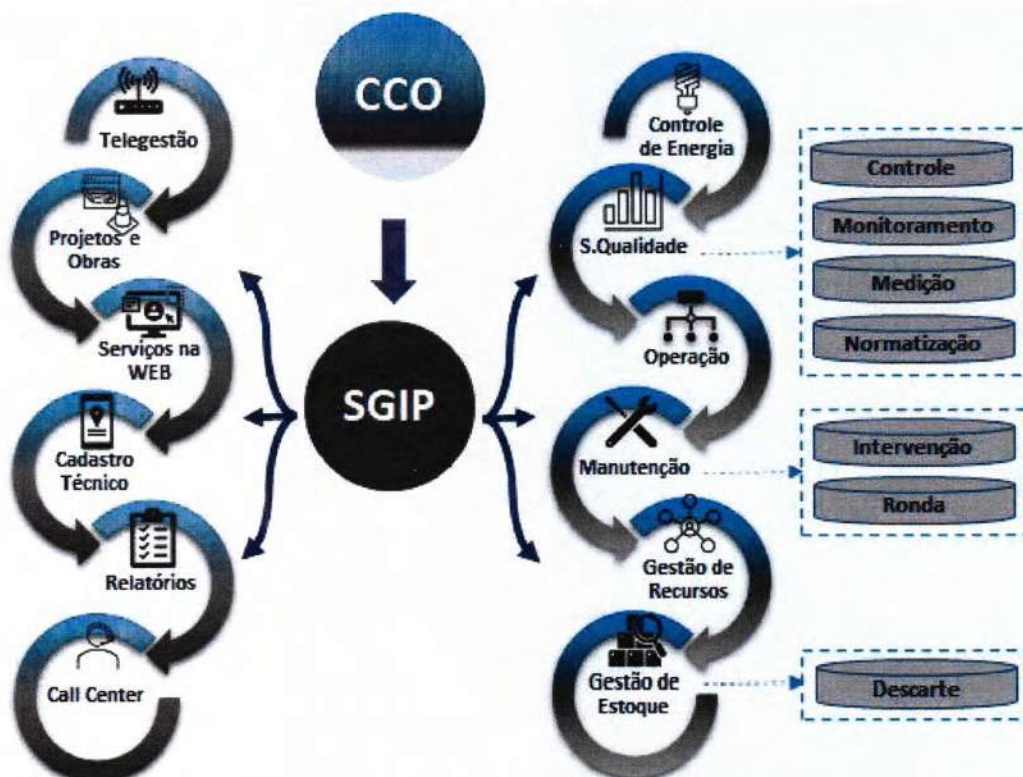 CCO
SGIP
Telegestão
Projetos e
Obras
Serviços na
WEB
Cadastro
Técnico
Relatórios
Call Center
Controle
de Energia
S.Qualidade
Operação
Manutenção
Gestão de
Recursos
Gestão de
Estoque
Controle
Monitoramento
Medição
Normatização
Intervenção
Ronda
Descarte